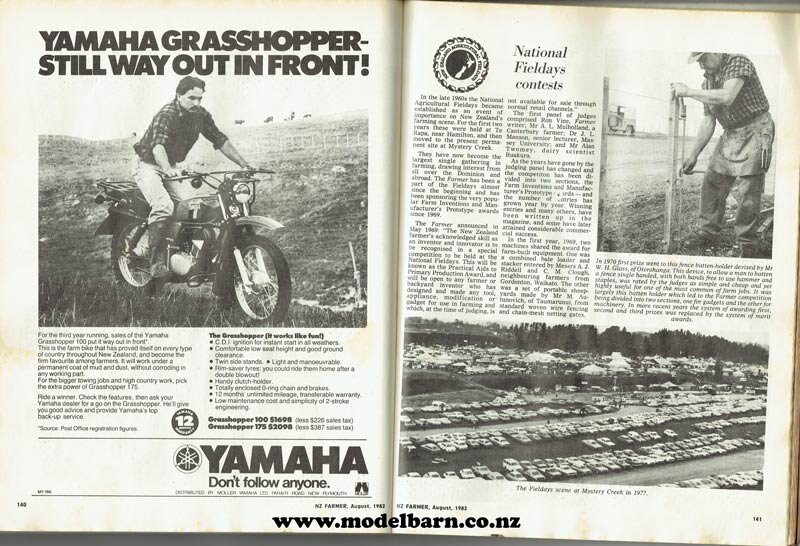 YAMAHA GRASSHOPPER-
STILL WAY OUT IN FRONT!
For the third year running, sales of the Yamaha
Grasshopper 100 put it way out in front*.
This is the farm bike that has proved itself on every type
of country throughout New Zealand, and become the
firm favourite among farmers. It will work under a
permanent coat of mud and dust, without corroding in
any working part.
For the bigger towing jobs and high country work, pick
the extra power of Grasshopper 175.
Ride a winner. Check the features, then ask your
Yamaha dealer for a go on the Grasshopper. He'll give
you good advice and provide Yamaha's top
back-up service.
*Source: Post Office registration figures.
12
The Grasshopper (it works like fun!)
• C.D.I. ignition for instant start in all weathers.
• Comfortable low seat height and good ground
clearance.
• Twin side stands. • Light and manoeuvrable.
• Rim-saver tyres: you could ride them home after a
double blowout!
• Handy clutch-holder.
• Totally enclosed O-ring chain and brakes.
• 12 months' unlimited mileage, transferable warranty.
• Low maintenance cost and simplicity of 2-stroke
engineering.
Grasshopper 100 $1698 (less $226 sales tax)
Grasshopper 175 $2098 (less $387 sales tax)
YAMAHA
Don't follow anyone.
DISTRIBUTED BY MOLLER YAMAHA LTD PARAITI ROAD NEW PLYMOUTH
MOLLER
140
NZ FARMER, August, 1982
National
Fieldays
contests
In the late 1960s the National
Agricultural Fieldays became
established as an event of
importance on New Zealand's
farming scene. For the first two
years these were held at Te
Rapa, near Hamilton, and then
moved to the present perma-
nent site at Mystery Creek.
They have now become the
largest single gathering in
farming, drawing interest from
all over the Dominion and
abroad. The Farmer has been a
part of the Fieldays almost
since the beginning and has
been sponsoring the very popu-
lar Farm Inventions and Man-
ufacturer's Prototype awards
since 1969.
The Farmer announced in
May 1969: "The New Zealand
farmer's acknowledged skill as
an inventor and innovator is to
be recognised in a special
competition to be held at the
National Fieldays. This will be
known as the Practical Aids to
Primary Production Award, and
will be open to any farmer or
backyard inventor who has
designed and made any tool,
appliance, modification or
gadget for use in farming and
which, at the time of judging, is
not available for sale through
normal retail channels."
The first panel of judges
comprised Ron Vine, Farmer
writer; Mr A. L. Mulholland, a
Canterbury farmer; Dr J. L.
Manson, senior lecturer, Mas-
sey University; and Mr Alan
Twomey, dairy scientist
Ruakura.
As the years have gone by the
judging panel has changed and
the competiton has been di-
vided into two sections, the
Farm Inventions and Manufac-
turer's Prototype awards — and
the number of entries has
grown year by year. Winning
entries and many others, have
been written up in the
magazine, and some have later
attained considerable commer-
cial success.
In the first year, 1969, two
machines shared the award for
farm-built equipment. One was
a combined bale loader and
stacker entered by Messrs A. J.
Riddell and C. M. Clough,
neighbouring farmers from
Gordonton, Waikato. The other
was a set of portable sheep-
yards made by Mr M. Au-
novich, of Taumarunui, from
standard woven wire fencing
and chain-mesh netting gates.
In 1970 first prize went to this fence batten-holder devised by Mr
W. H. Glass, of Otorohanga. This device, to allow a man to batten
a fence single handed, with both hands free to use hammer and
staples, was rated by the judges as simple and cheap yet
highly useful for one of the most common of farm jobs. It was
largely this batten holder which led to the Farmer competition
being divided into two sections, one for gadgets and the other for
machinery. In more recent years the system of awarding first,
second and third prizes was replaced by the system of merit
awards.
The Fieldays scene at Mystery Creek in 1977.
NZ FARMER, August, 1982
141
www.modelbarn.co.nz